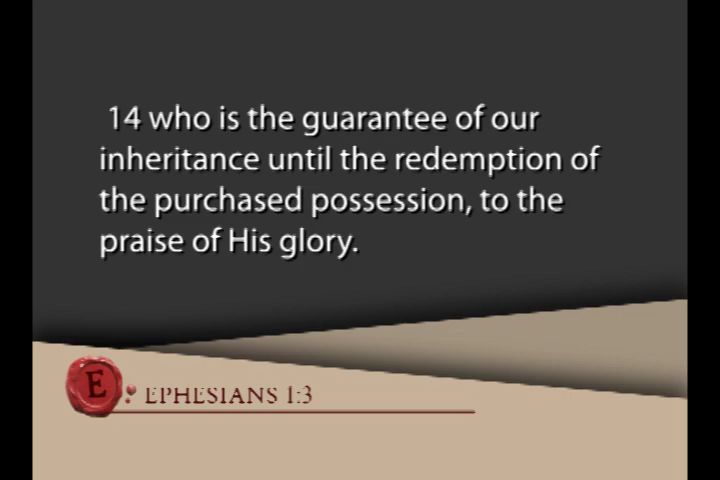 14 who is the guarantee of our
inheritance until the redemption of
the purchased possession, to the
praise of His glory.
E
EPHESIANS 1:3